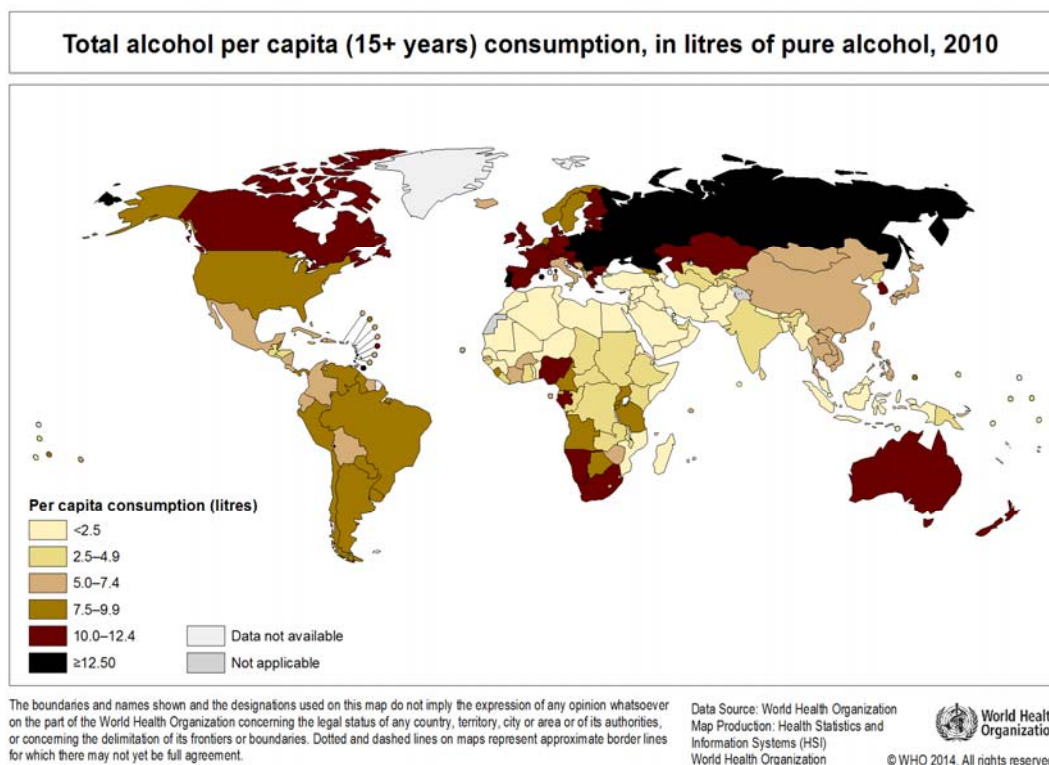 Total alcohol per capita (15+ years) consumption, in litres of pure alcohol, 2010
Per capita consumption (litres)
<2.5
2.5–4.9
5.0–7.4
7.5–9.9
10.0–12.4
≥12.50
Data not available
Not applicable
The boundaries and names shown and the designations used on this map do not imply the expression of any opinion whatsoever
on the part of the World Health Organization concerning the legal status of any country, territory, city or area or of its authorities,
or concerning the delimitation of its frontiers or boundaries. Dotted and dashed lines on maps represent approximate border lines
for which there may not yet be full agreement.
Data Source: World Health Organization
Map Production: Health Statistics and
Information Systems (HSI)
World Health Organization
World Healt
Organizatio
© WHO 2014. All rights reserved